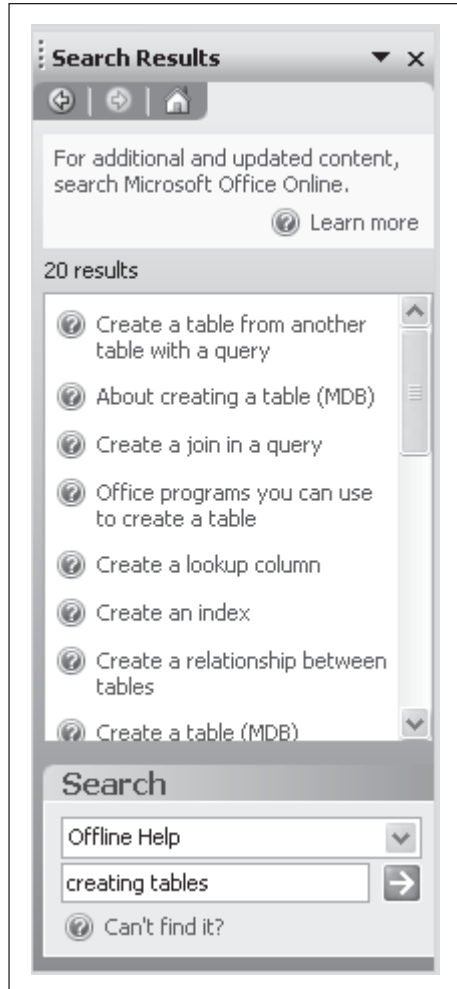 Search Results
For additional and updated content,
search Microsoft Office Online.
Learn more
20 results
Create a table from another
table with a query
About creating a table (MDB)
Create a join in a query
Office programs you can use
to create a table
Create a lookup column
Create an index
Create a relationship between
tables
Create a table (MDB)
Search
Offline Help
creating tables
Can't find it?